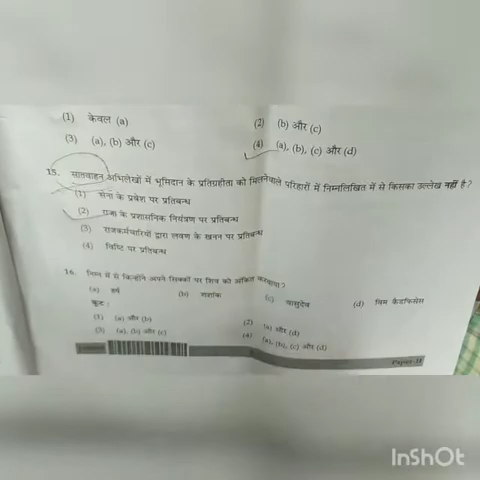 (1) केवल (a)
(2) (b) और (c)
(3) (a), (b) और (c)
(4) (a), (b), (c) और (d)
15. सातवाहन अभिलेखों में भूमिदान के प्रतिग्रहीता को मिलनेवाले परिहारों में निम्नलिखित में से किसका उल्लेख नहीं है?
(1) सेना के प्रवेश पर प्रतिबन्ध
(2) राजा के प्रशासनिक नियंत्रण पर प्रतिबन्ध
(3) राजकर्मचारियों द्वारा लवण के खनन पर प्रतिबन्ध
(4) विष्टि पर प्रतिबन्ध
16. निम्न में से किन्होंने अपने सिक्कों पर शिव को अंकित करवाया?
(a) हर्ष (b) शशांक (c) वासुदेव (d) विम कैडफिसेस
कूट :
(1) (a) और (b)
(2) (a) और (d)
(3) (a), (b) और (c)
(4) (a), (b), (c) और (d)
Paper-II
InShOt